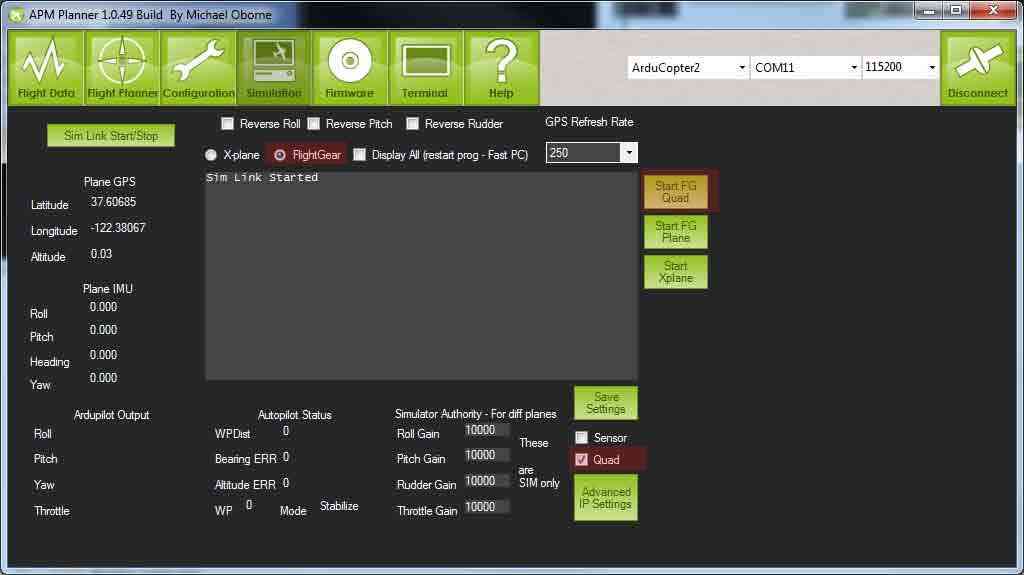 APM Planner 1.0.49 Build  By Michael Oborne
Flight Data
Flight Planner
Configuration
Simulation
Firmware
Terminal
Help
ArduCopter2
COM11
115200
Disconnect
Sim Link Start/Stop
Reverse Roll
Reverse Pitch
Reverse Rudder
GPS Refresh Rate
X-plane
FlightGear
Display All (restart prog - Fast PC)
250
Sim Link Started
Start FG
Quad
Start FG
Plane
Start
Xplane
Plane GPS
Latitude 37.60685
Longitude -122.38067
Altitude 0.03
Plane IMU
Roll 0.000
Pitch 0.000
Heading 0.000
Yaw 0.000
Save
Settings
Sensor
Quad
Advanced
IP Settings
Ardupilot Output
Roll
Pitch
Yaw
Throttle
Autopilot Status
WPDist 0
Bearing ERR 0
Altitude ERR 0
WP 0 Mode Stabilize
Simulator Authority - For diff planes
Roll Gain 10000
Pitch Gain 10000
Rudder Gain 10000
Throttle Gain 10000
These
are
SIM only